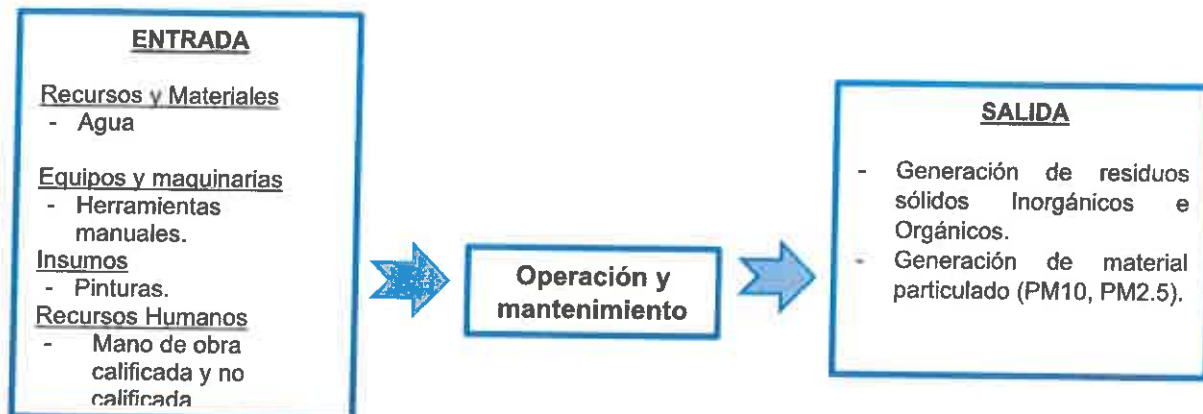 ENTRADA
Recursos y Materiales
- Agua
Equipos y maquinarias
- Herramientas
manuales.
Insumos
- Pinturas.
Recursos Humanos
- Mano de obra
calificada y no
calificada
Operación y
mantenimiento
SALIDA
- Generación de residuos
sólidos Inorgánicos e
Orgánicos.
- Generación de material
particulado (PM10, PM2.5).